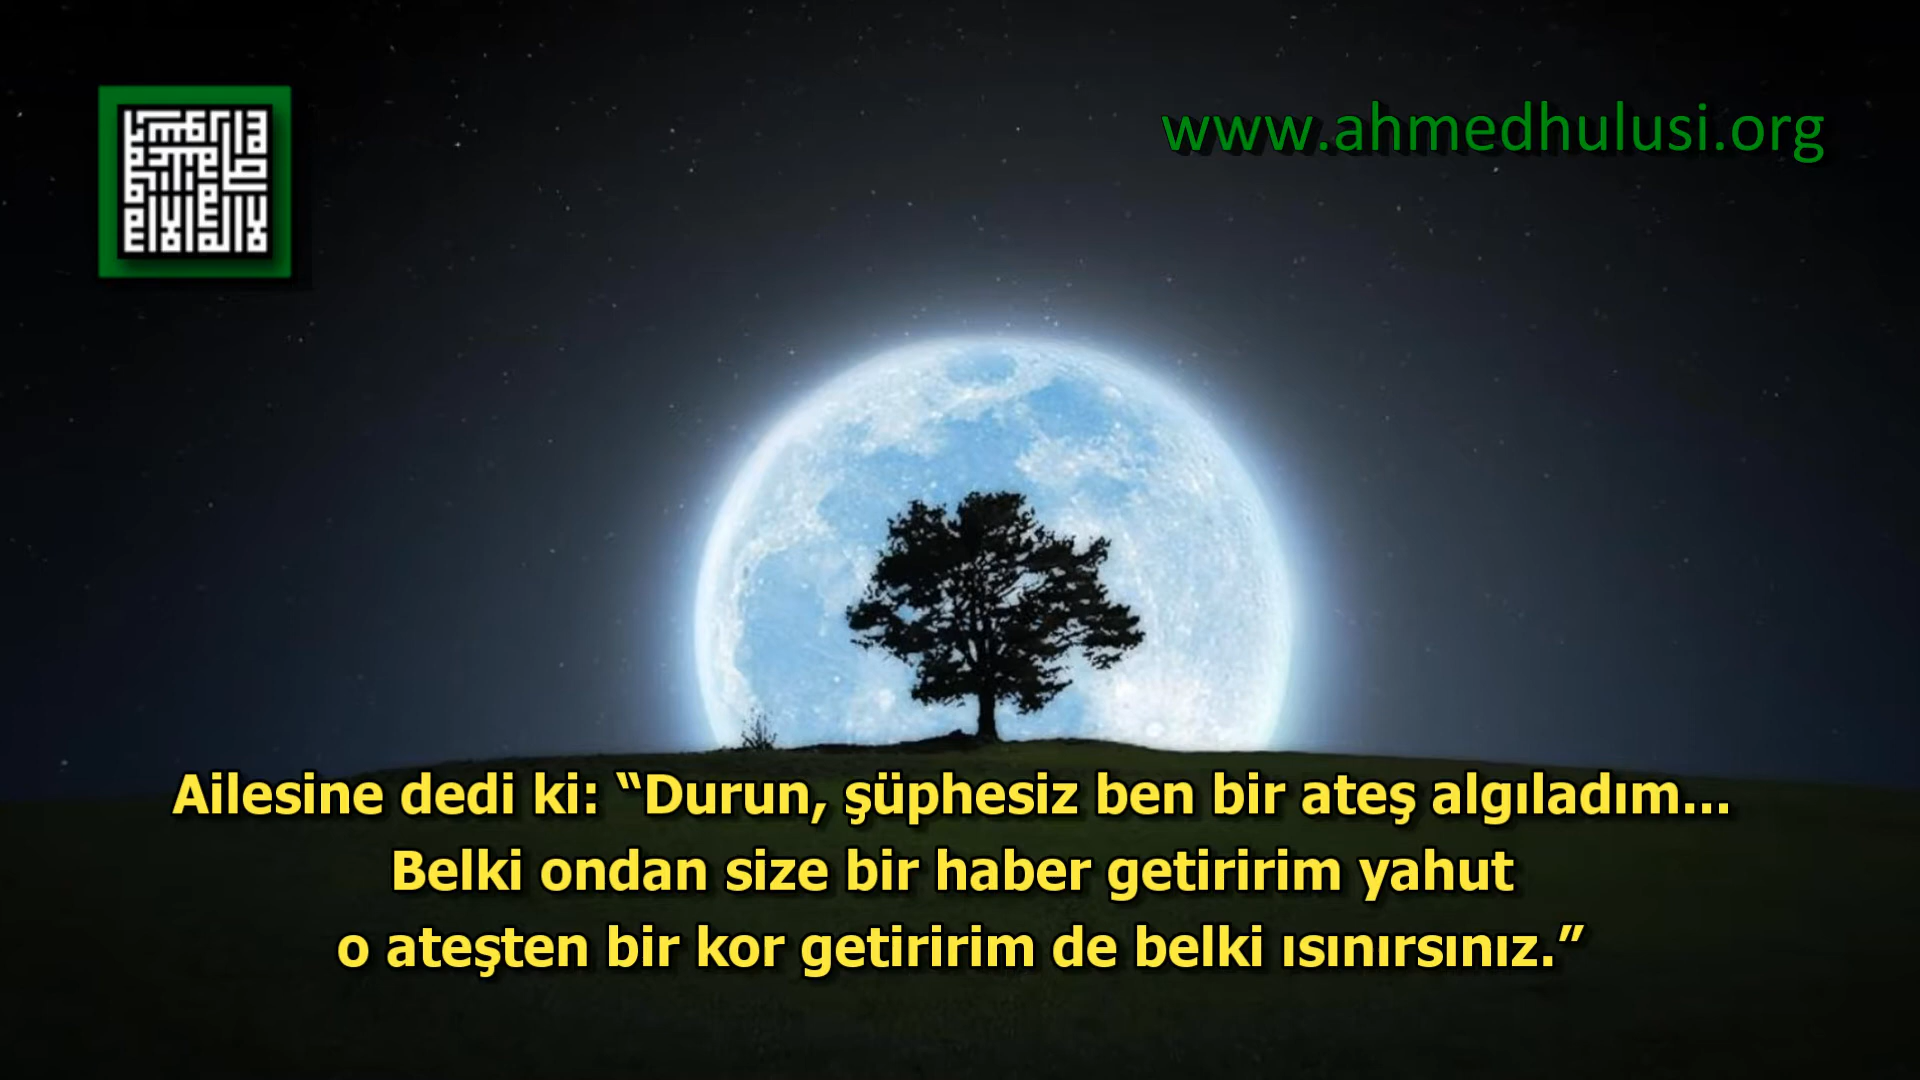 www.ahmedhulusi.org
Ailesine dedi ki: “Durun, şüphesiz ben bir ateş algıladım...
Belki ondan size bir haber getiririm yahut
o ateşten bir kor getiririm de belki ısınırsınız.”